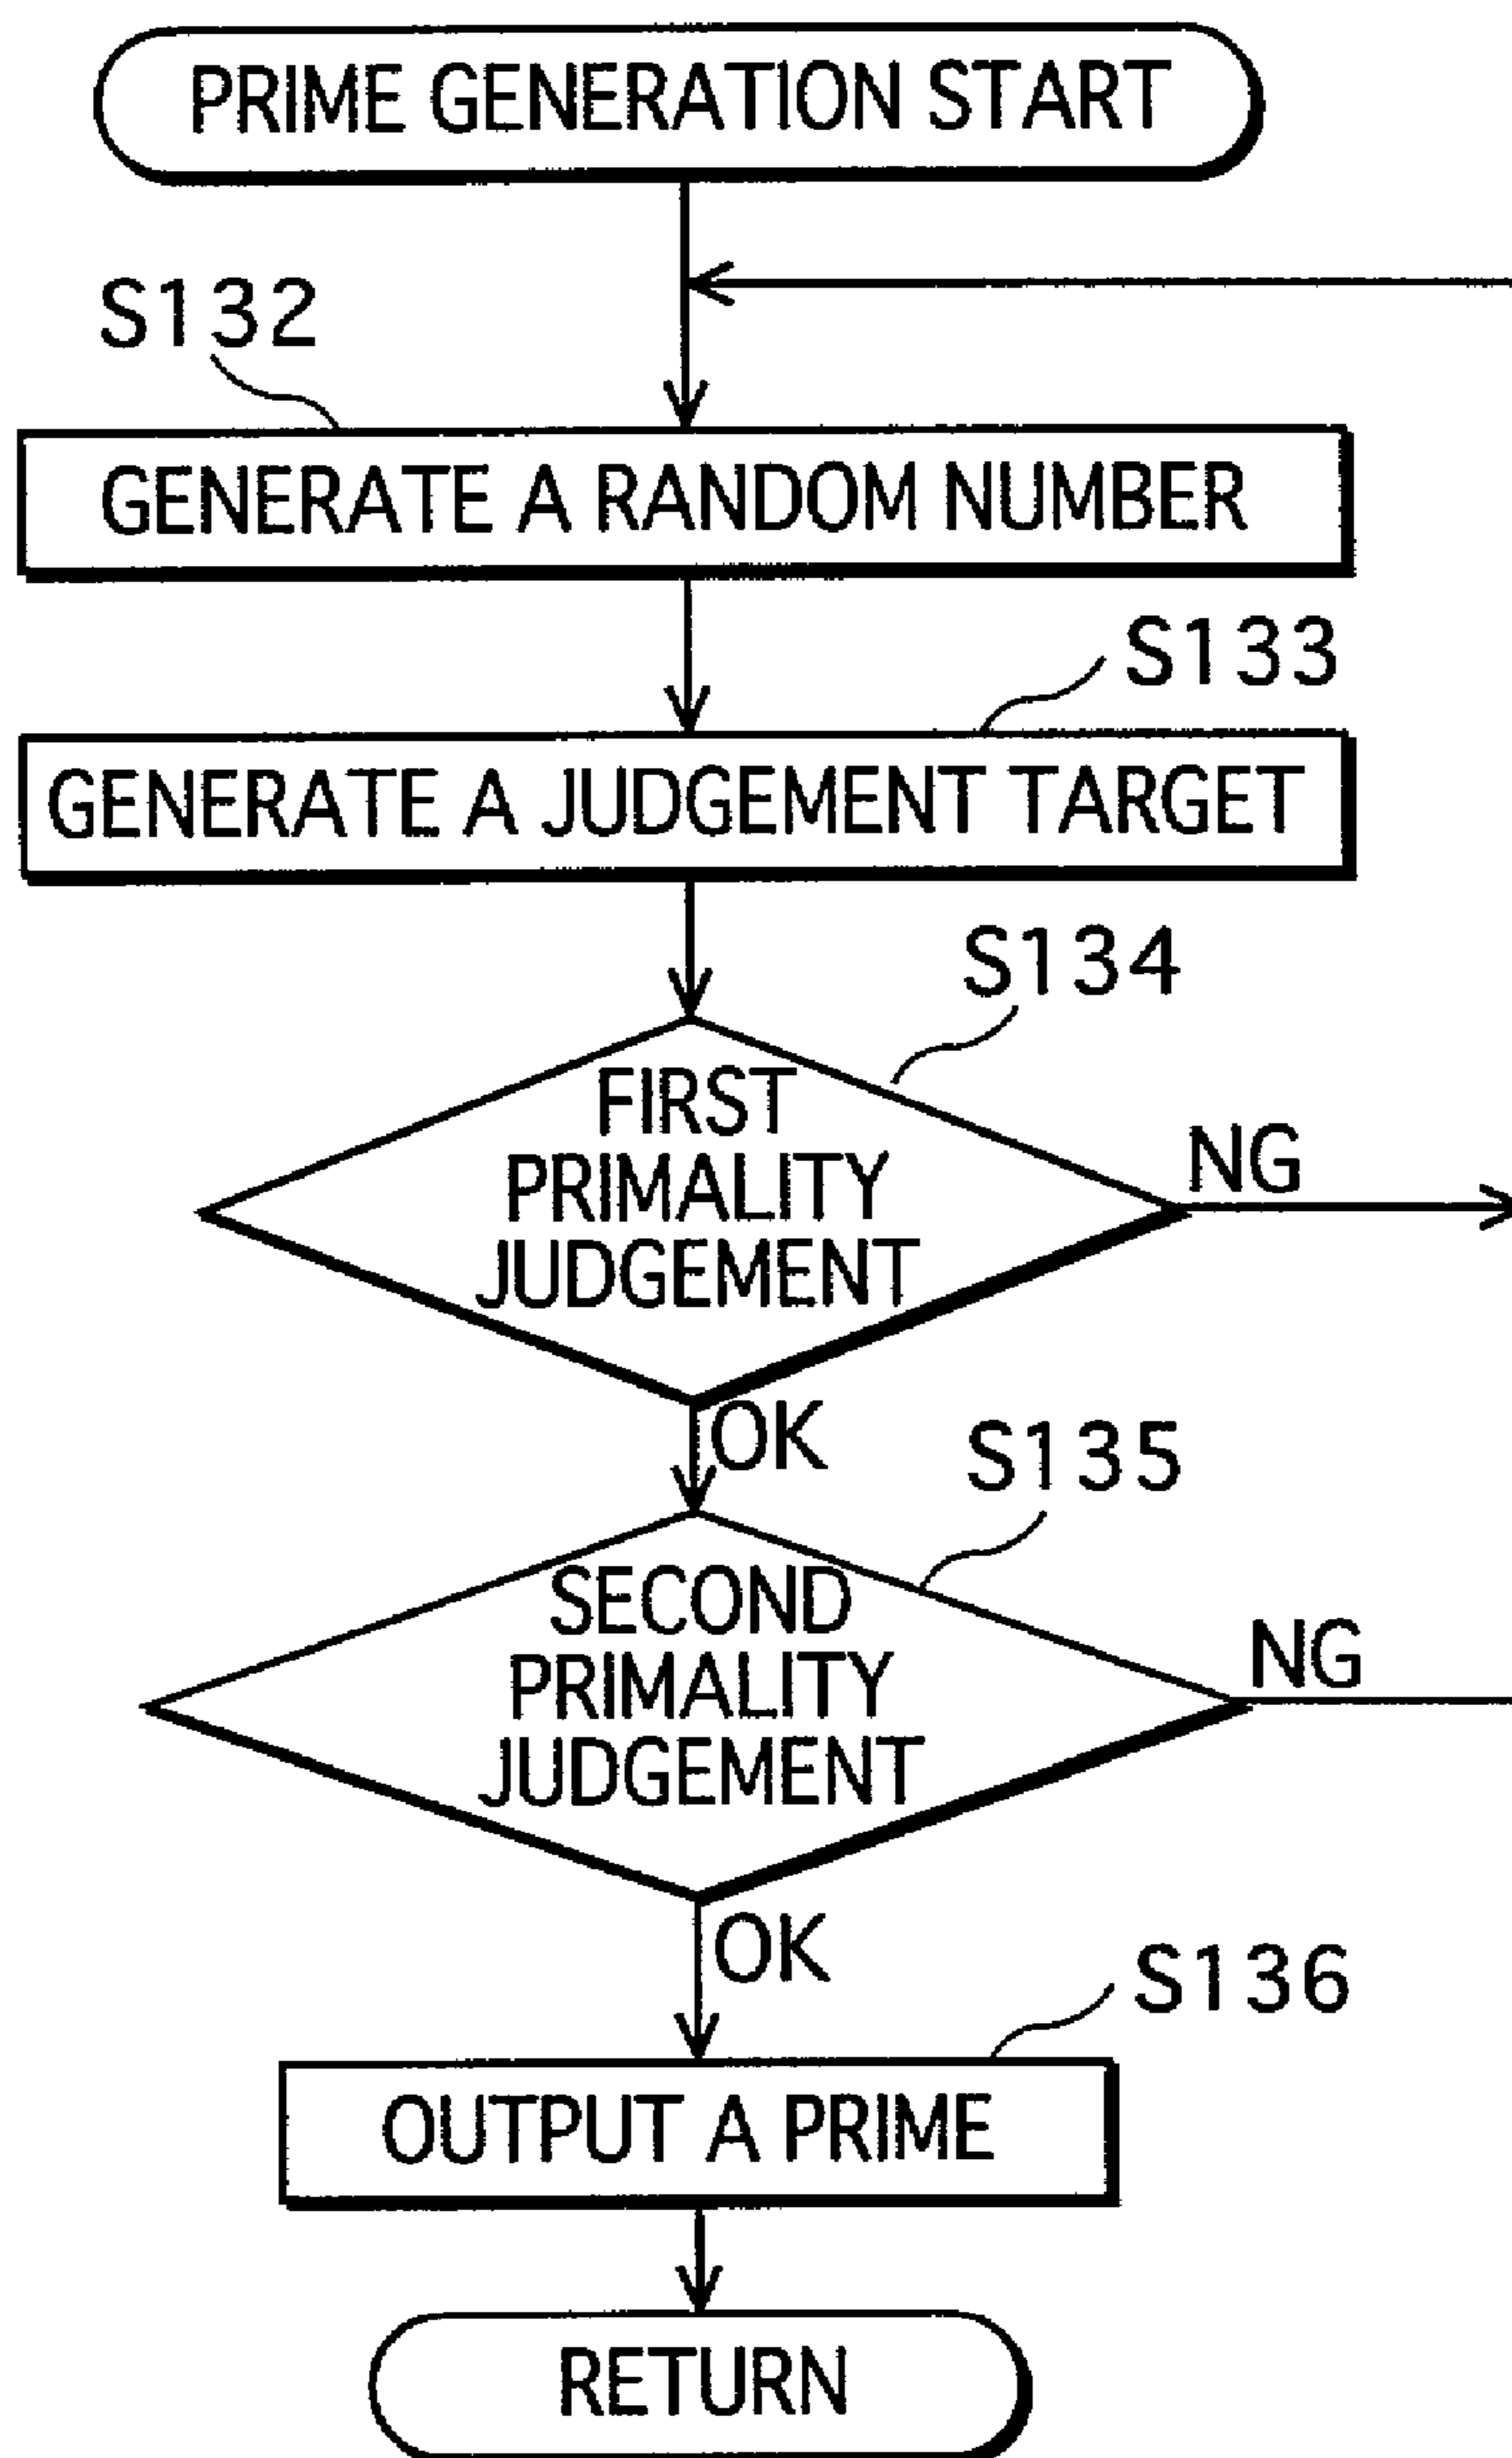 PRIME GENERATION START
S132
GENERATE A RANDOM NUMBER
S133
GENERATE A JUDGEMENT TARGET
S134
FIRST
PRIMALITY
JUDGEMENT
NG
OK
S135
SECOND
PRIMALITY
JUDGEMENT
NG
OK
S136
OUTPUT A PRIME
RETURN